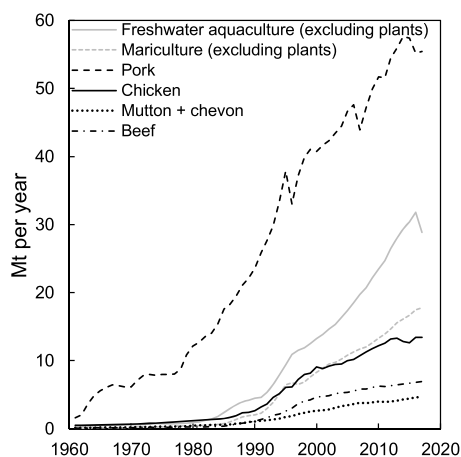 60
50
40
30
20
10
0
Mt per year
Freshwater aquaculture (excluding plants)
Mariculture (excluding plants)
Pork
Chicken
Mutton + chevon
Beef
1960 1970 1980 1990 2000 2010 2020